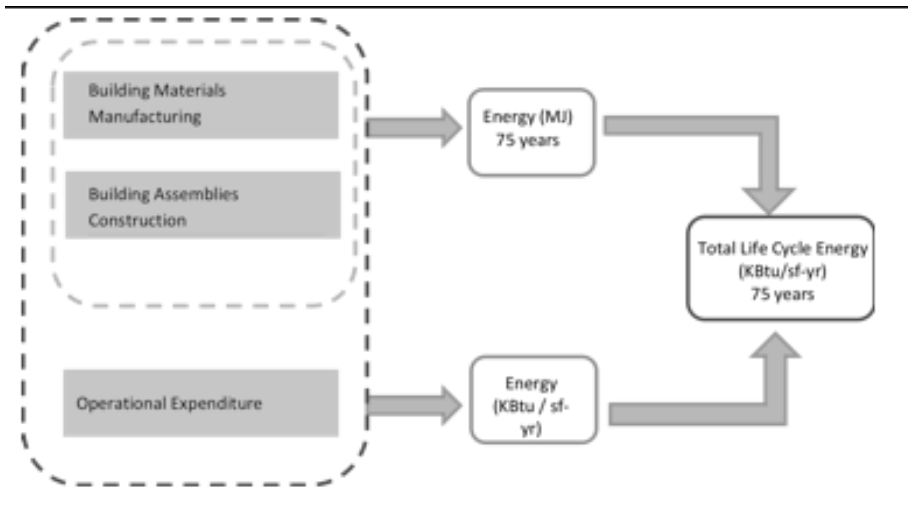 Building Materials
Manufacturing
Energy (MJ)
75 years
Building Assemblies
Construction
Total Life Cycle Energy
(KBtu/sf-yr)
75 years
Operational Expenditure
Energy
(KBtu / sf-
yr)